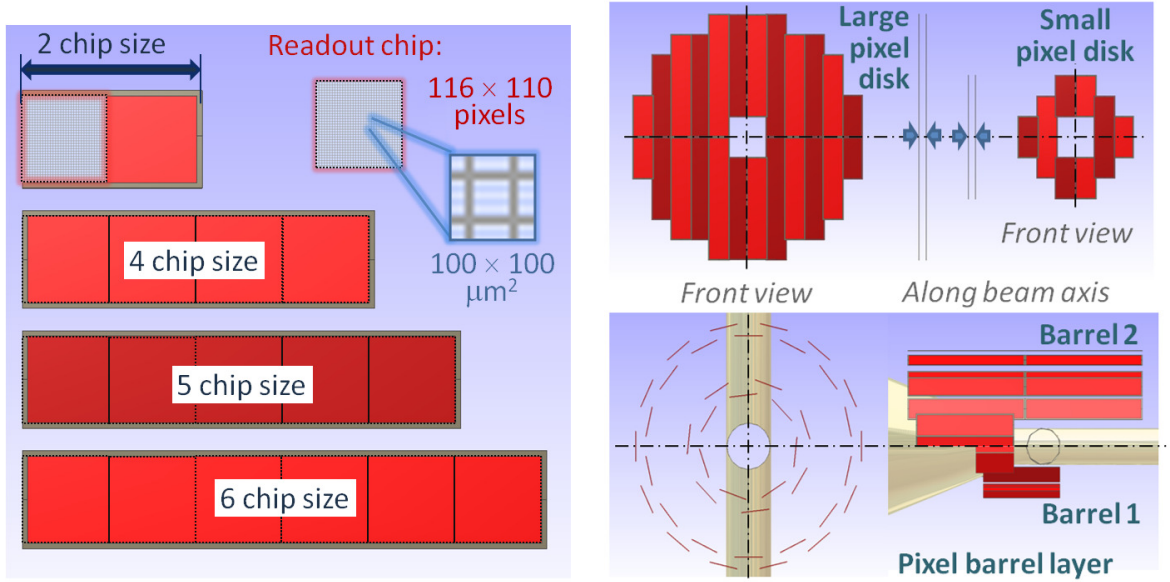 2 chip size
Readout chip:
116 × 110
pixels
100 × 100
μm²
4 chip size
5 chip size
6 chip size
Large
pixel
disk
Small
pixel disk
Front view
Front view
Along beam axis
Barrel 2
Barrel 1
Pixel barrel layer